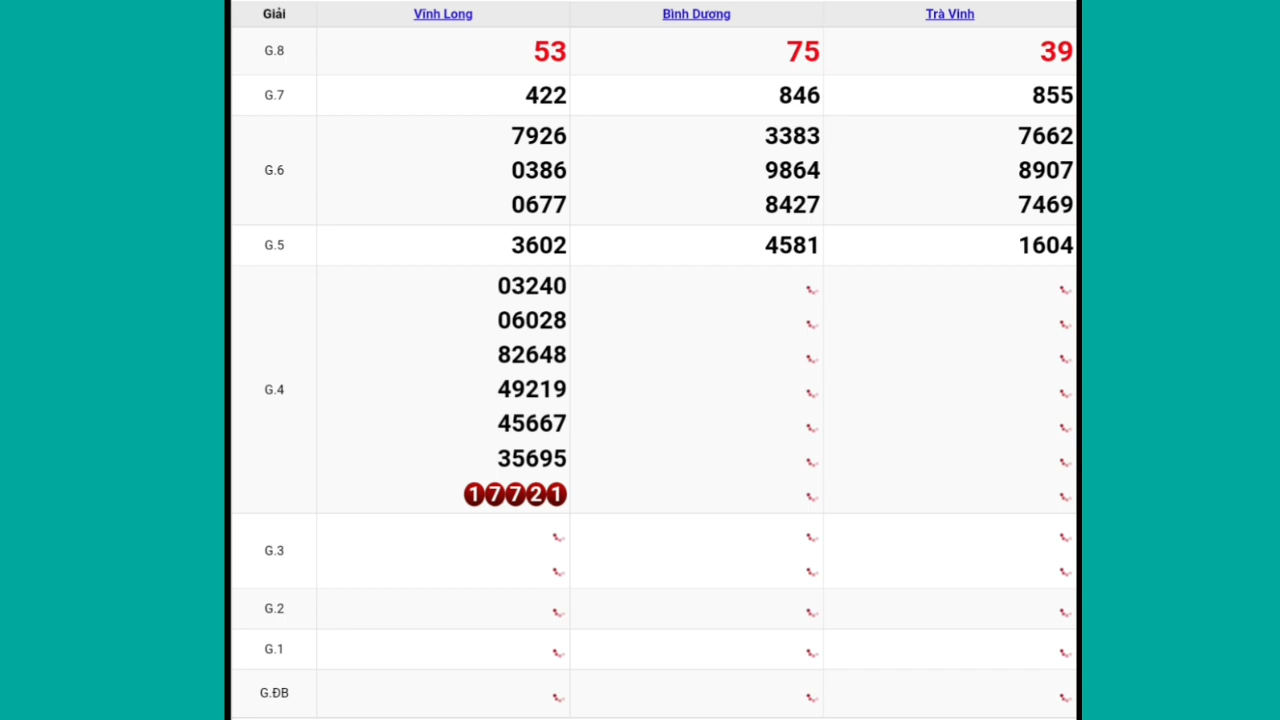 Giải Vĩnh Long Bình Dương Trà Vinh
G.8 53 75 39
G.7 422 846 855
7926 3383 7662
G.6 0386 9864 8907
0677 8427 7469
G.5 3602 4581 1604
03240
06028
82648
G.4 49219
45667
35695
17721
G.3
G.2
G.1
G.ĐB